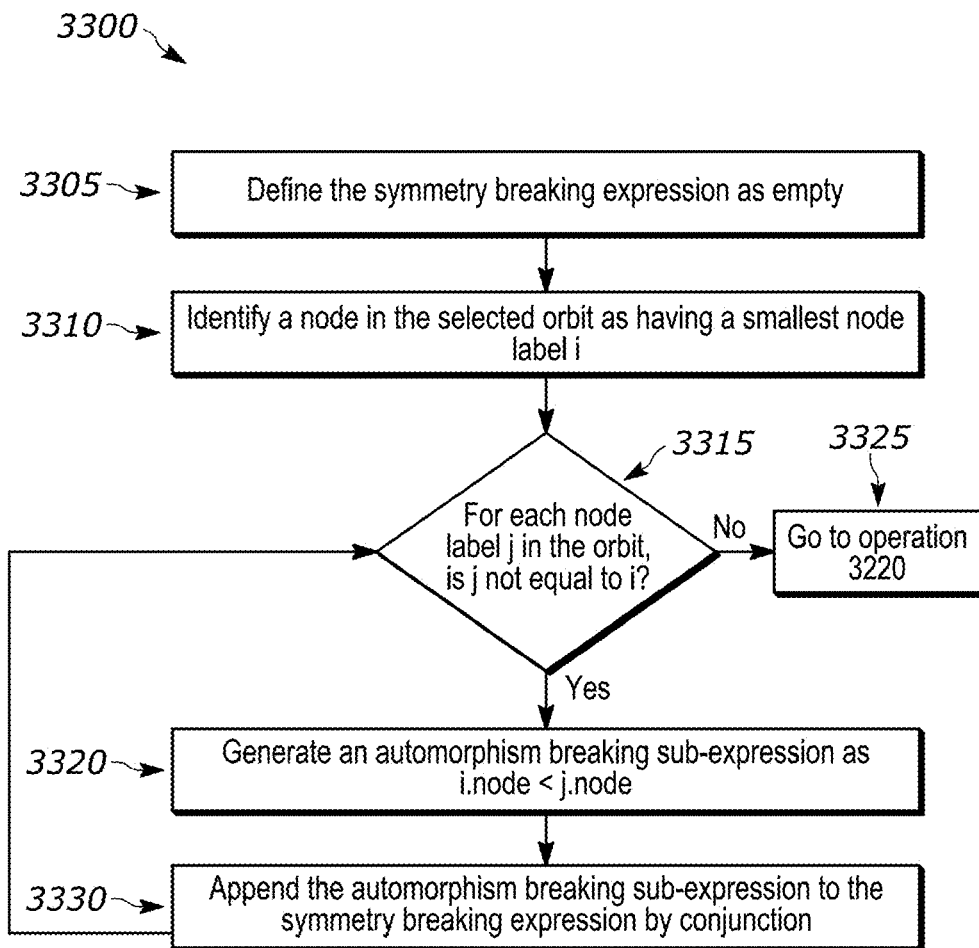 3300
3305
Define the symmetry breaking expression as empty
3310
Identify a node in the selected orbit as having a smallest node
label i
3315
For each node
label j in the orbit,
is j not equal to i?
No
3325
Go to operation
3220
Yes
3320
Generate an automorphism breaking sub-expression as
i.node < j.node
3330
Append the automorphism breaking sub-expression to the
symmetry breaking expression by conjunction